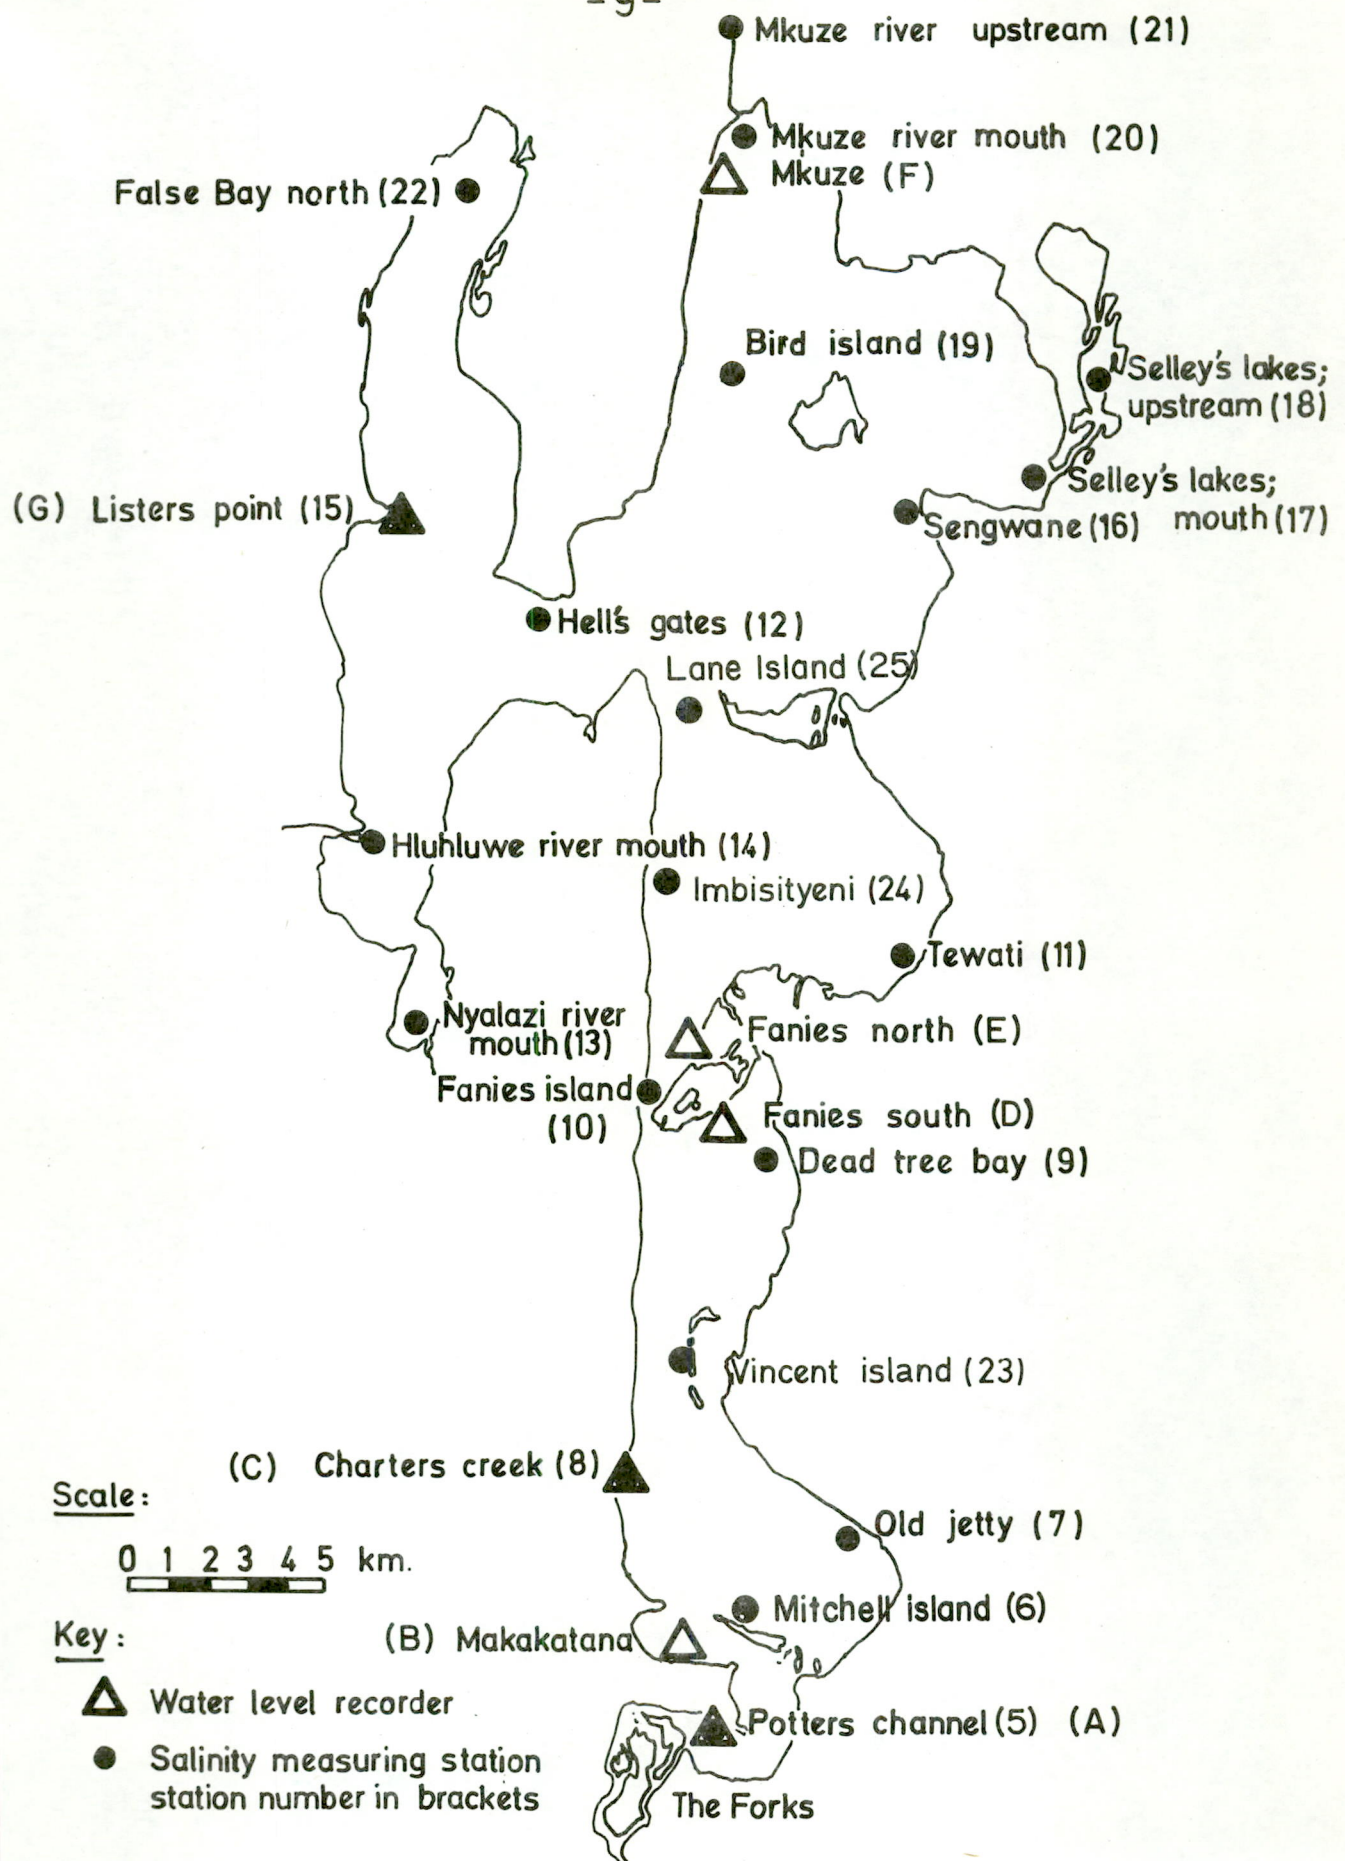 -9-
Mkuze river upstream (21)
Mkuze river mouth (20)
Mkuze (F)
False Bay north (22)
Bird island (19)
Selley's lakes;
upstream (18)
Selley's lakes;
mouth (17)
(G) Listers point (15)
Sengwane (16)
Hell's gates (12)
Lane Island (25)
Hluhluwe river mouth (14)
Imbisityeni (24)
Tewati (11)
Nyalazi river
mouth (13)
Fanies north (E)
Fanies island
(10)
Fanies south (D)
Dead tree bay (9)
Vincent island (23)
(C) Charters creek (8)
Scale:
Old jetty (7)
0 1 2 3 4 5 km.
Mitchell island (6)
Key:
(B) Makakatana
Water level recorder
Potters channel (5) (A)
Salinity measuring station
station number in brackets
The Forks